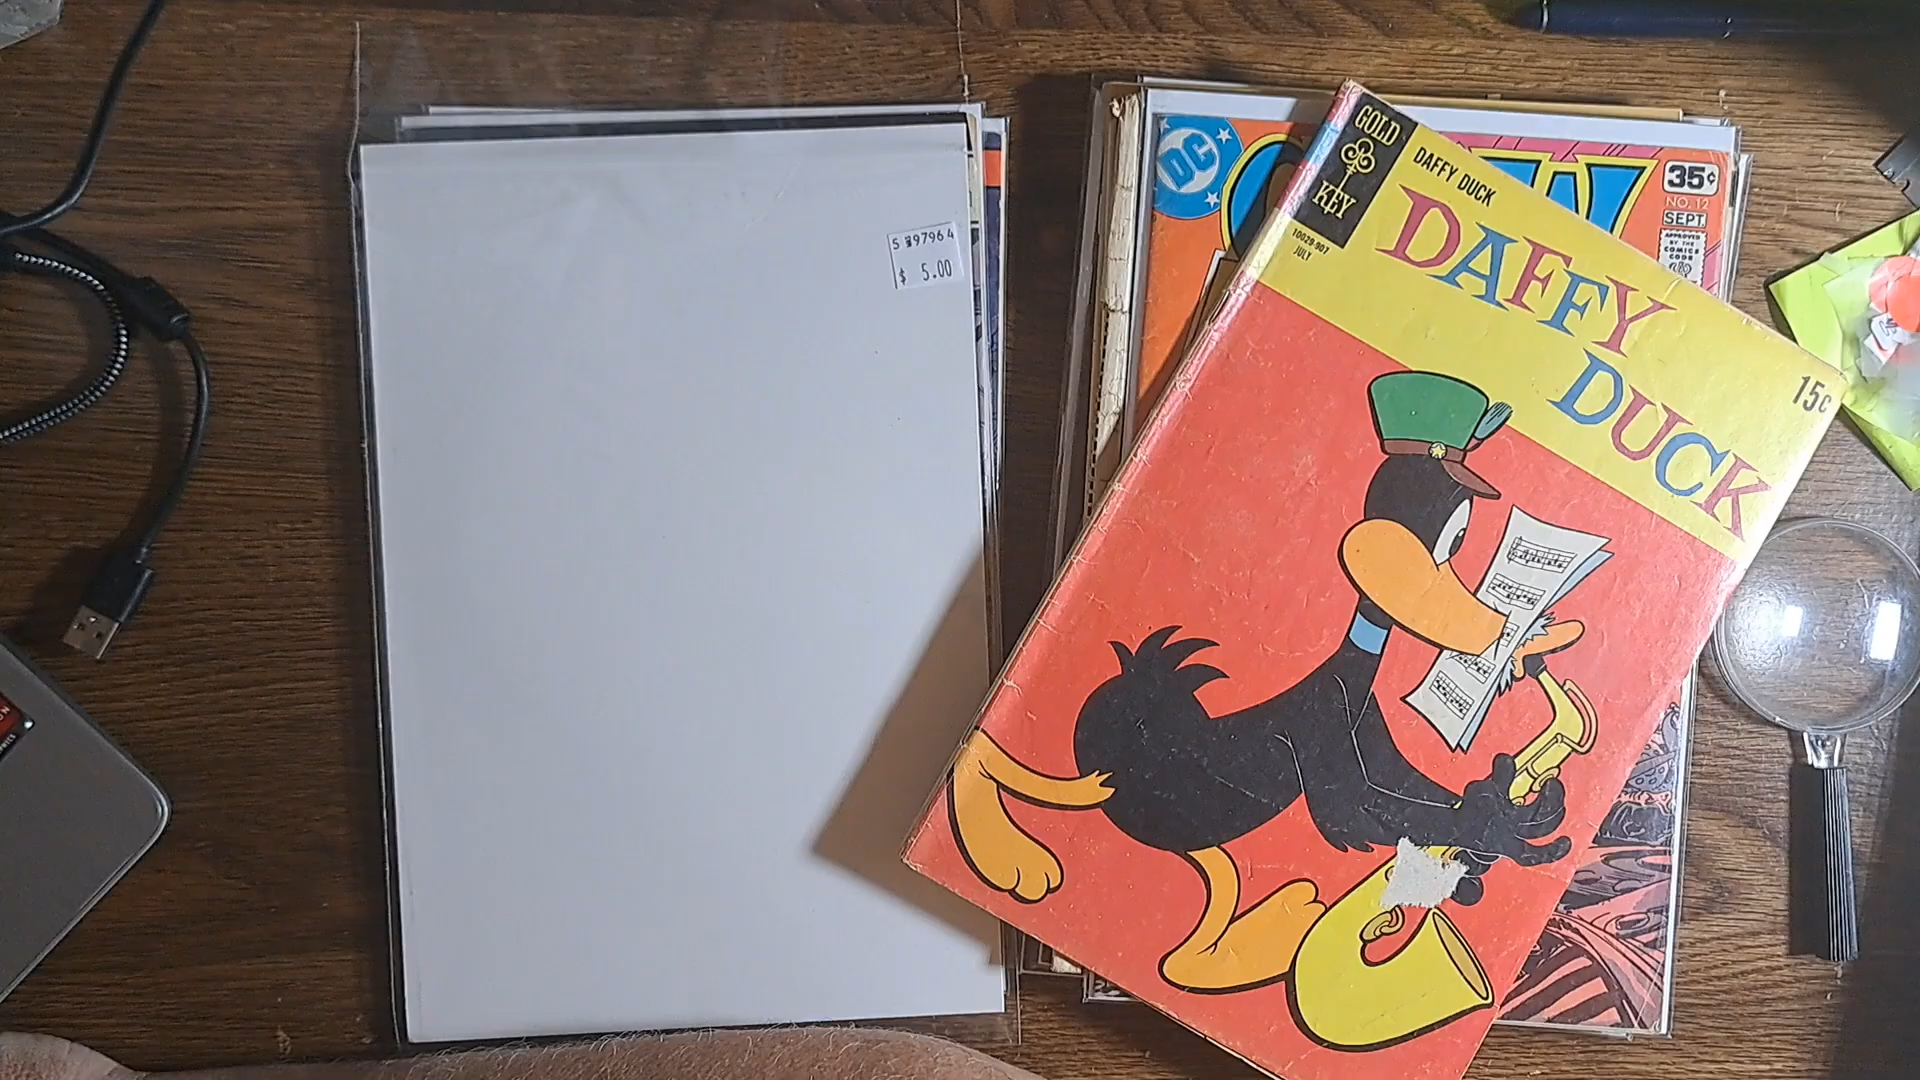 S 397964
$ 5.00
DC
35¢
NO. 12
SEPT.
APPROVED
BY THE
COMICS
CODE
GOLD
KEY
DAFFY DUCK
10029-907
JULY
DAFFY
DUCK
15¢